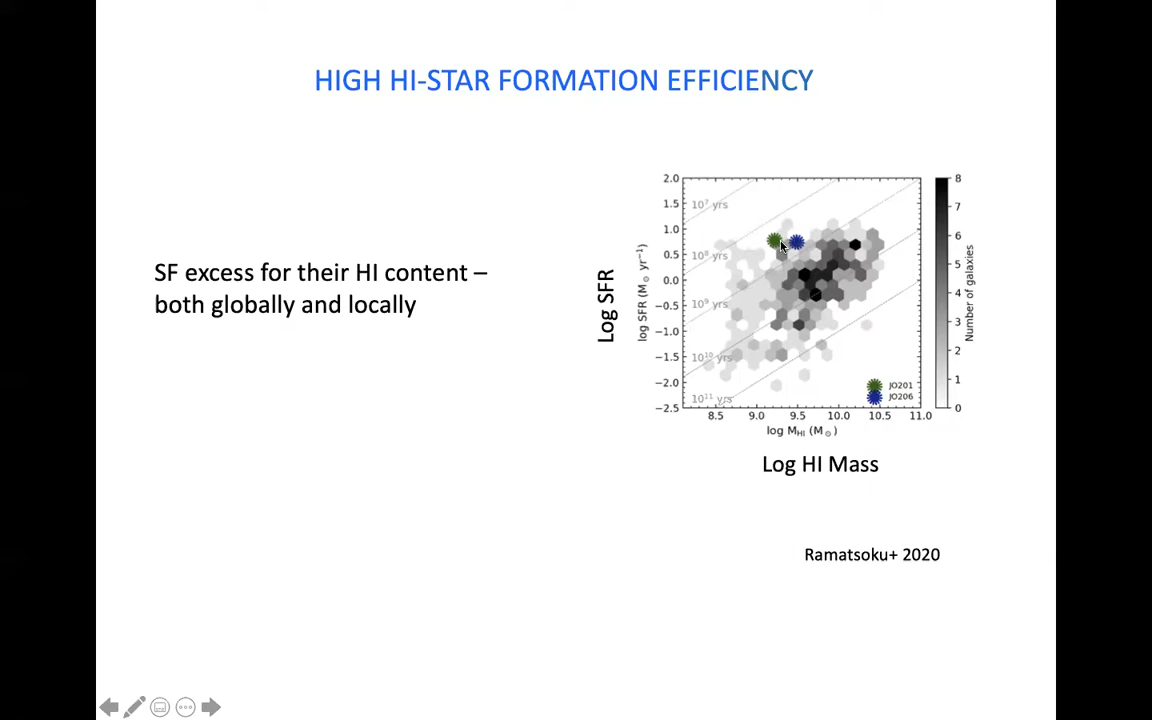 HIGH HI-STAR FORMATION EFFICIENCY
SF excess for their HI content –
both globally and locally
Log SFR
log SFR (M⊙ yr⁻¹)
2.0
1.5
1.0
0.5
0.0
−0.5
−1.0
−1.5
−2.0
−2.5
10⁷ yrs
10⁸ yrs
10⁹ yrs
10¹⁰ yrs
10¹¹ yrs
JO201
JO206
8.5 9.0 9.5 10.0 10.5 11.0
log M_HI (M⊙)
8
7
6
5
4
3
2
1
0
Number of galaxies
Log HI Mass
Ramatsoku+ 2020